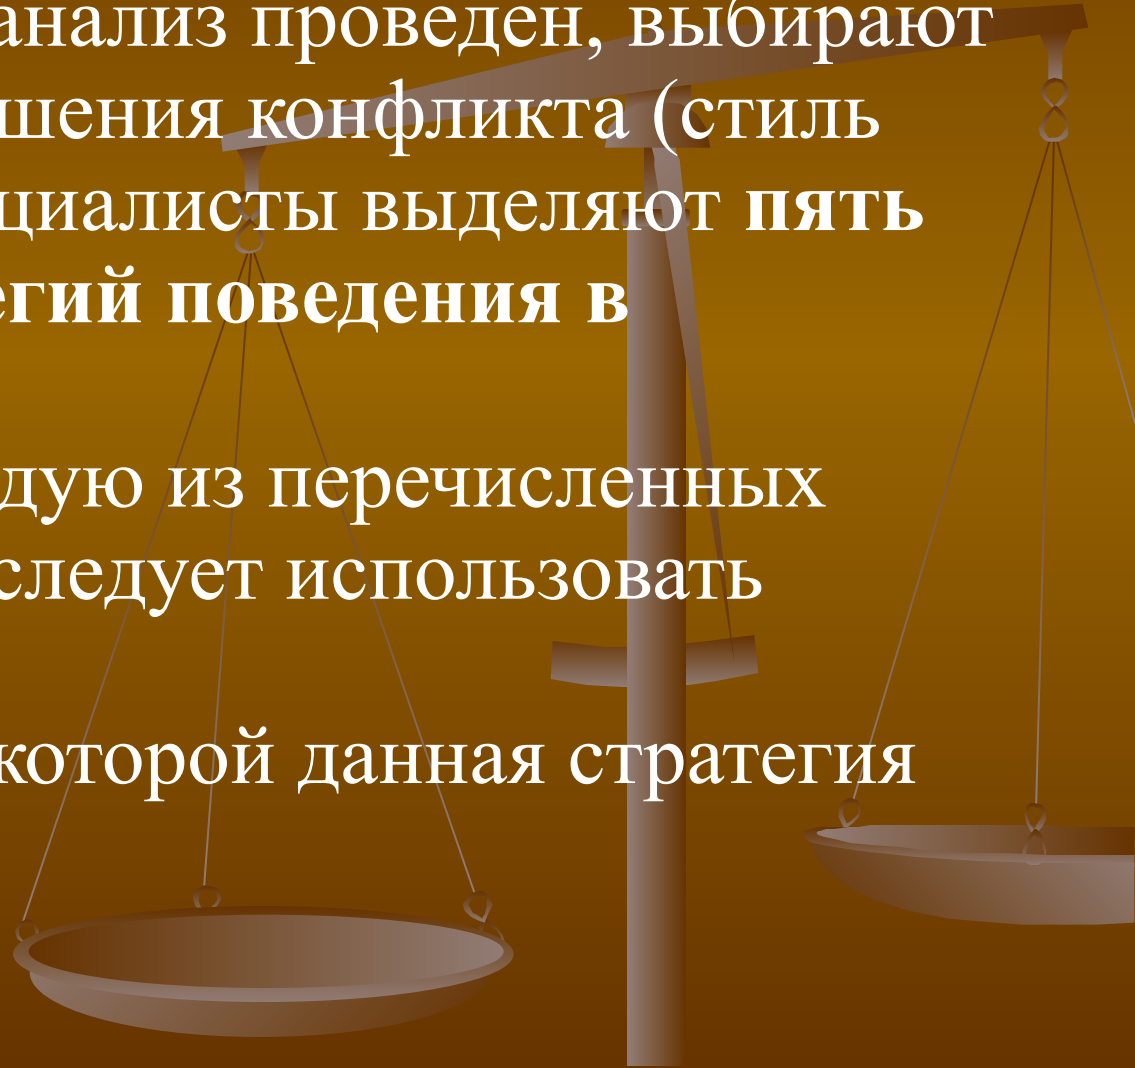 анализ проведен, выбирают
шения конфликта (стиль
циалисты выделяют пять
егий поведения в
дую из перечисленных
следует использовать
которой данная стратегия